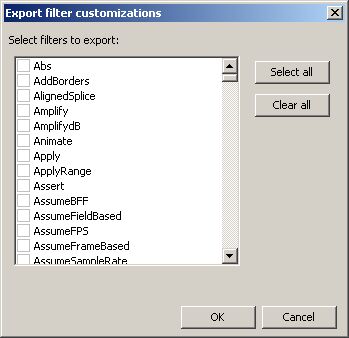 Export filter customizations
Select filters to export:
Abs
AddBorders
AlignedSplice
Amplify
AmplifydB
Animate
Apply
ApplyRange
Assert
AssumeBFF
AssumeFieldBased
AssumeFPS
AssumeFrameBased
AssumeSampleRate
Select all
Clear all
OK
Cancel